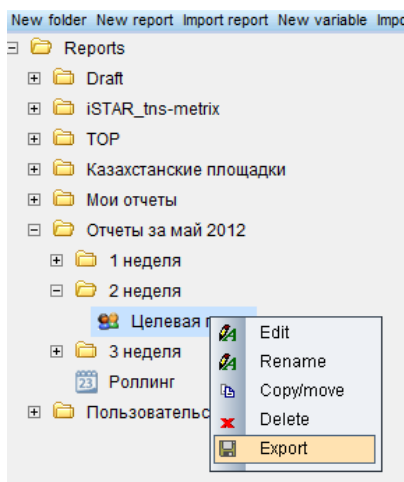 New folder New report Import report New variable
Reports
Draft
iSTAR_tns-metrix
TOP
Казахстанские площадки
Мои отчеты
Отчеты за май 2012
1 неделя
2 неделя
Целевая
Edit
3 неделя
Rename
23 Роллинг
Copy/move
Delete
Export